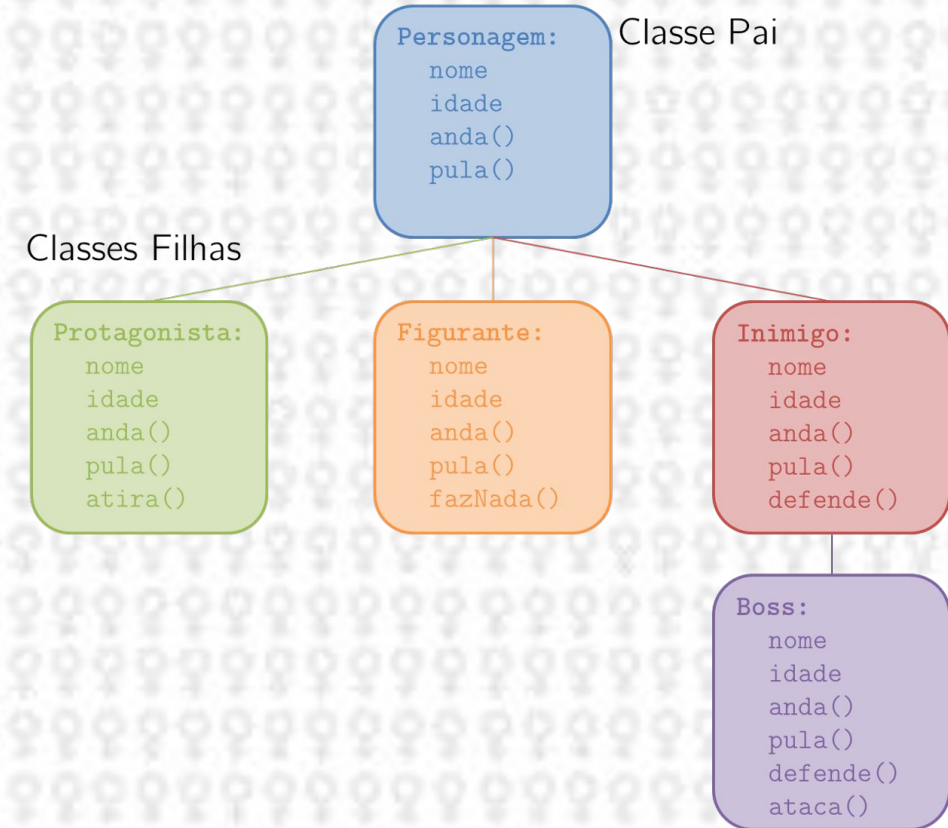 Personagem:
nome
idade
anda()
pula()
Classe Pai
Classes Filhas
Protagonista:
nome
idade
anda()
pula()
atira()
Figurante:
nome
idade
anda()
pula()
fazNada()
Inimigo:
nome
idade
anda()
pula()
defende()
Boss:
nome
idade
anda()
pula()
defende()
ataca()